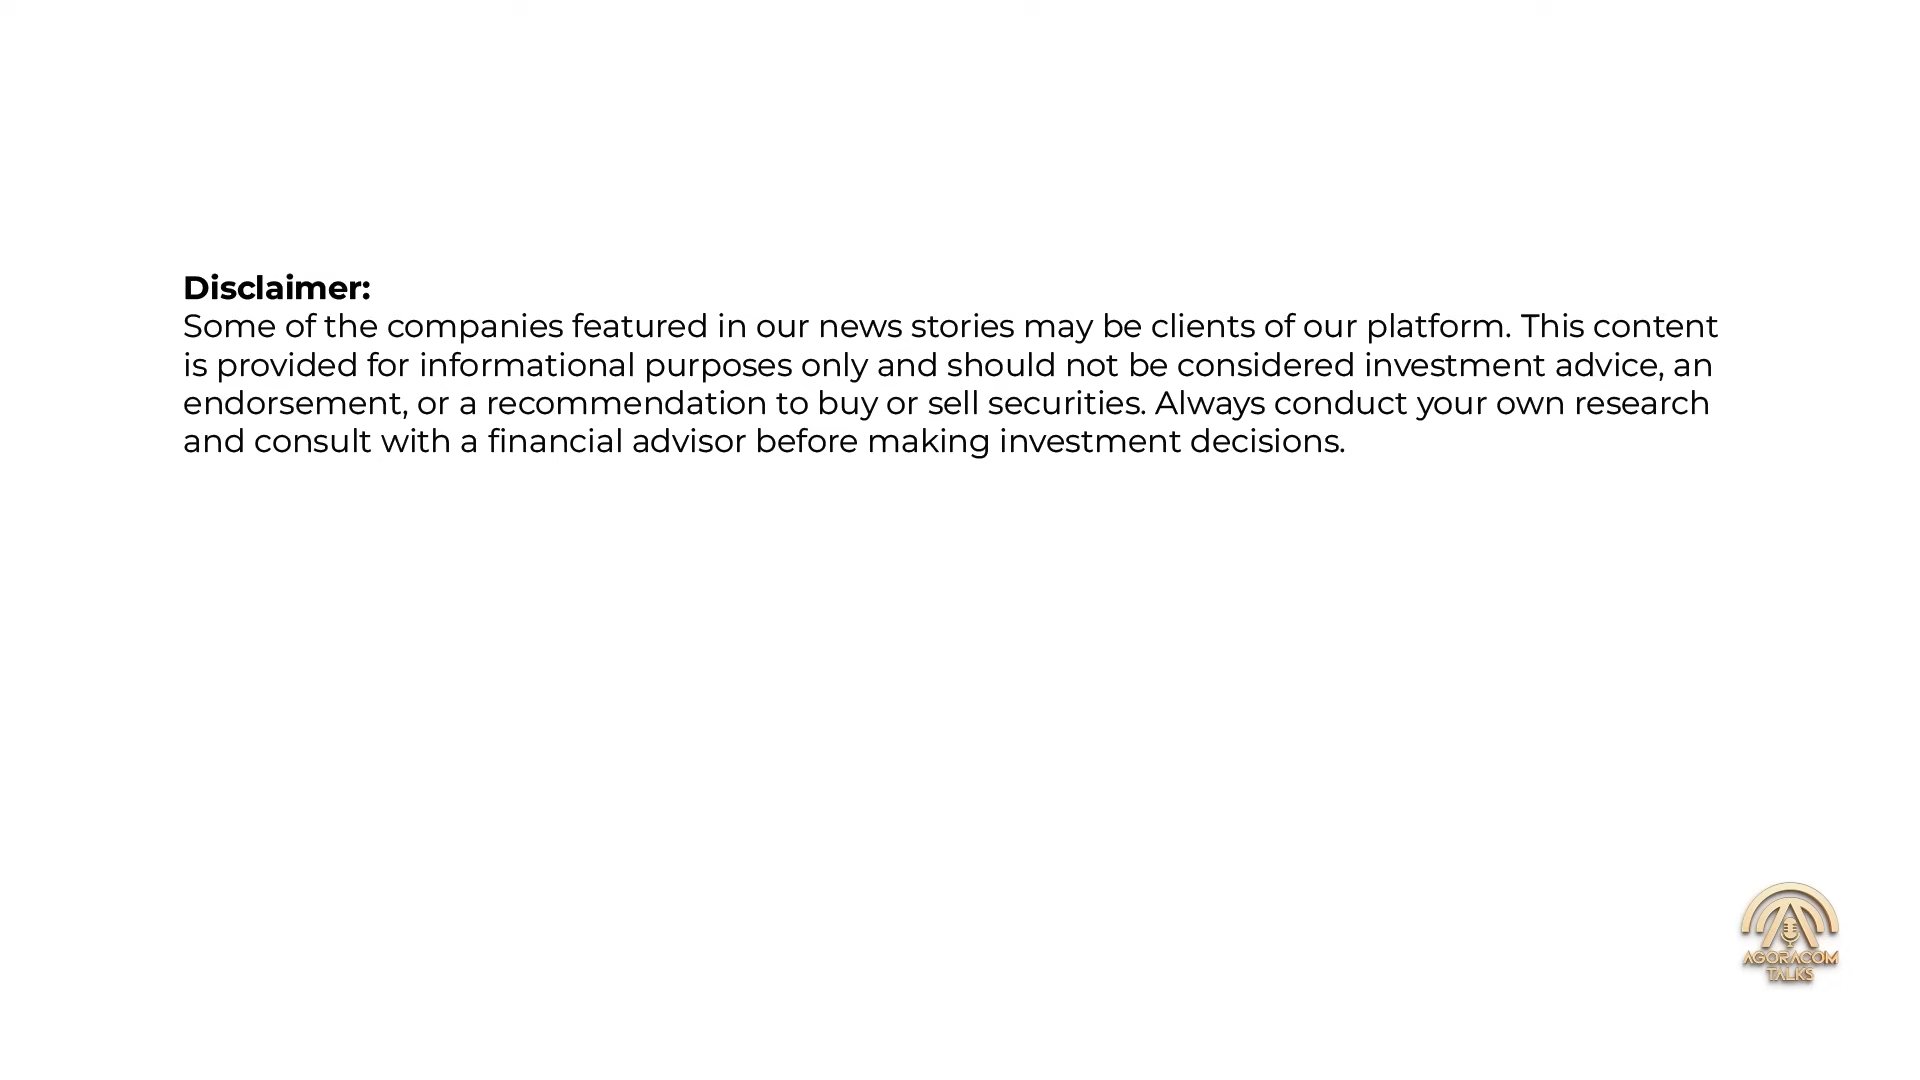 Disclaimer:
Some of the companies featured in our news stories may be clients of our platform. This content
is provided for informational purposes only and should not be considered investment advice, an
endorsement, or a recommendation to buy or sell securities. Always conduct your own research
and consult with a financial advisor before making investment decisions.
AGORACOM
TALKS